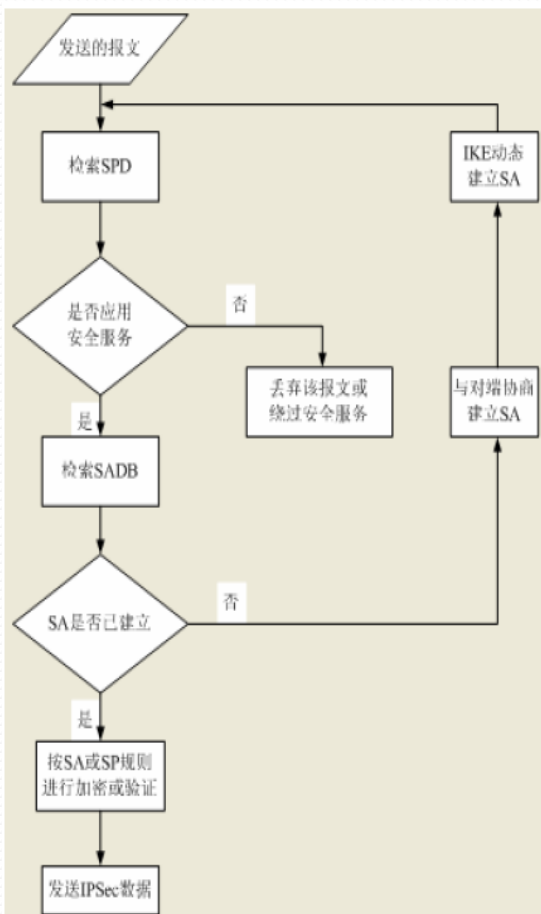 发送的报文
检索SPD
IKE动态
建立SA
是否应用
安全服务
否
丢弃该报文或
绕过安全服务
与对端协商
建立SA
是
检索SADB
SA是否已建立
否
是
按SA或SP规则
进行加密或验证
发送IPSec数据